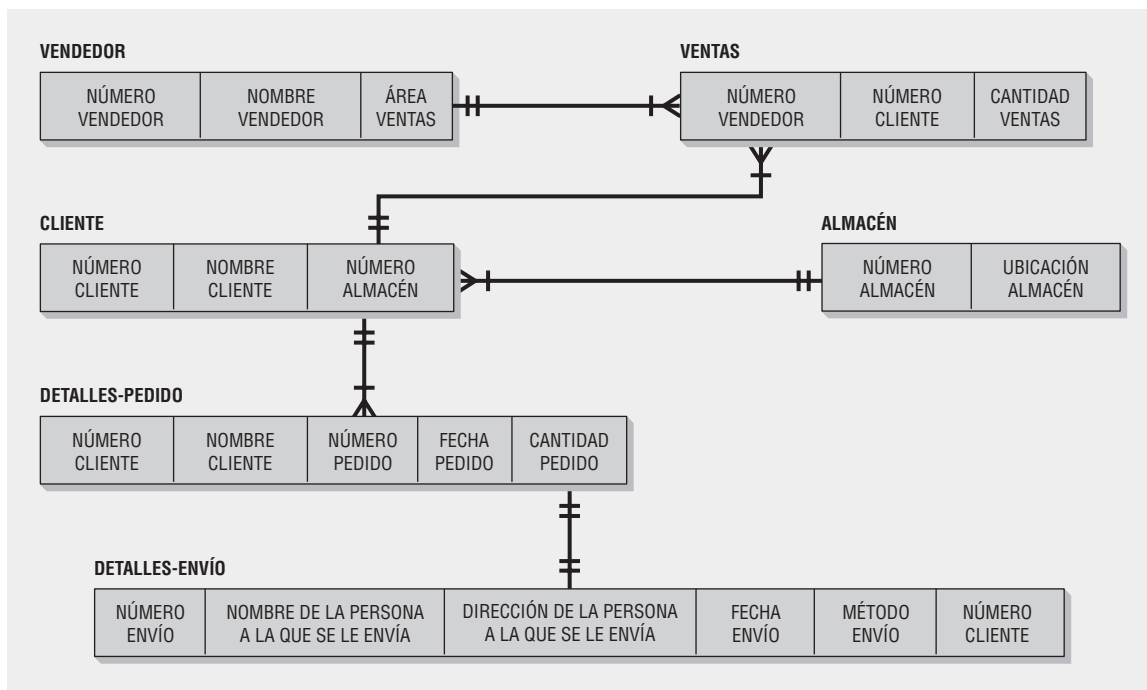 VENDEDOR
NÚMERO VENDEDOR
NOMBRE VENDEDOR
ÁREA VENTAS
VENTAS
NÚMERO VENDEDOR
NÚMERO CLIENTE
CANTIDAD VENTAS
CLIENTE
NÚMERO CLIENTE
NOMBRE CLIENTE
NÚMERO ALMACÉN
ALMACÉN
NÚMERO ALMACÉN
UBICACIÓN ALMACÉN
DETALLES-PEDIDO
NÚMERO CLIENTE
NOMBRE CLIENTE
NÚMERO PEDIDO
FECHA PEDIDO
CANTIDAD PEDIDO
DETALLES-ENVÍO
NÚMERO ENVÍO
NOMBRE DE LA PERSONA A LA QUE SE LE ENVÍA
DIRECCIÓN DE LA PERSONA A LA QUE SE LE ENVÍA
FECHA ENVÍO
MÉTODO ENVÍO
NÚMERO CLIENTE